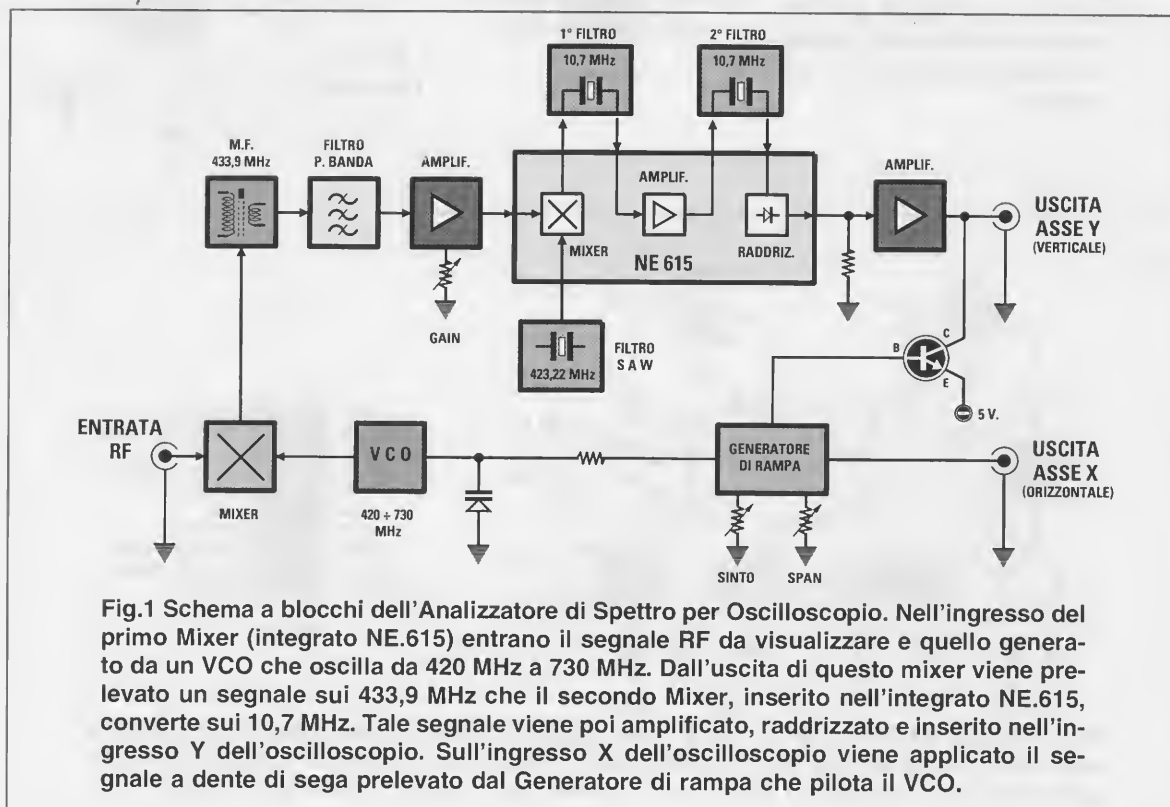 1° FILTRO
10,7 MHz
2° FILTRO
10,7 MHz
M.F.
433,9 MHz
FILTRO
P. BANDA
AMPLIF.
GAIN
MIXER
AMPLIF.
RADDRIZ.
NE 615
FILTRO
S A W
423,22 MHz
AMPLIF.
USCITA
ASSE Y
(VERTICALE)
B
C
E
5 V.
ENTRATA
RF
MIXER
V C O
420 ÷ 730
MHz
GENERATORE
DI RAMPA
SINTO
SPAN
USCITA
ASSE X
(ORIZZONTALE)
Fig.1 Schema a blocchi dell'Analizzatore di Spettro per Oscilloscopio. Nell'ingresso del
primo Mixer (integrato NE.615) entrano il segnale RF da visualizzare e quello genera-
to da un VCO che oscilla da 420 MHz a 730 MHz. Dall'uscita di questo mixer viene pre-
levato un segnale sui 433,9 MHz che il secondo Mixer, inserito nell'integrato NE.615,
converte sui 10,7 MHz. Tale segnale viene poi amplificato, raddrizzato e inserito nell'in-
gresso Y dell'oscilloscopio. Sull'ingresso X dell'oscilloscopio viene applicato il se-
gnale a dente di sega prelevato dal Generatore di rampa che pilota il VCO.